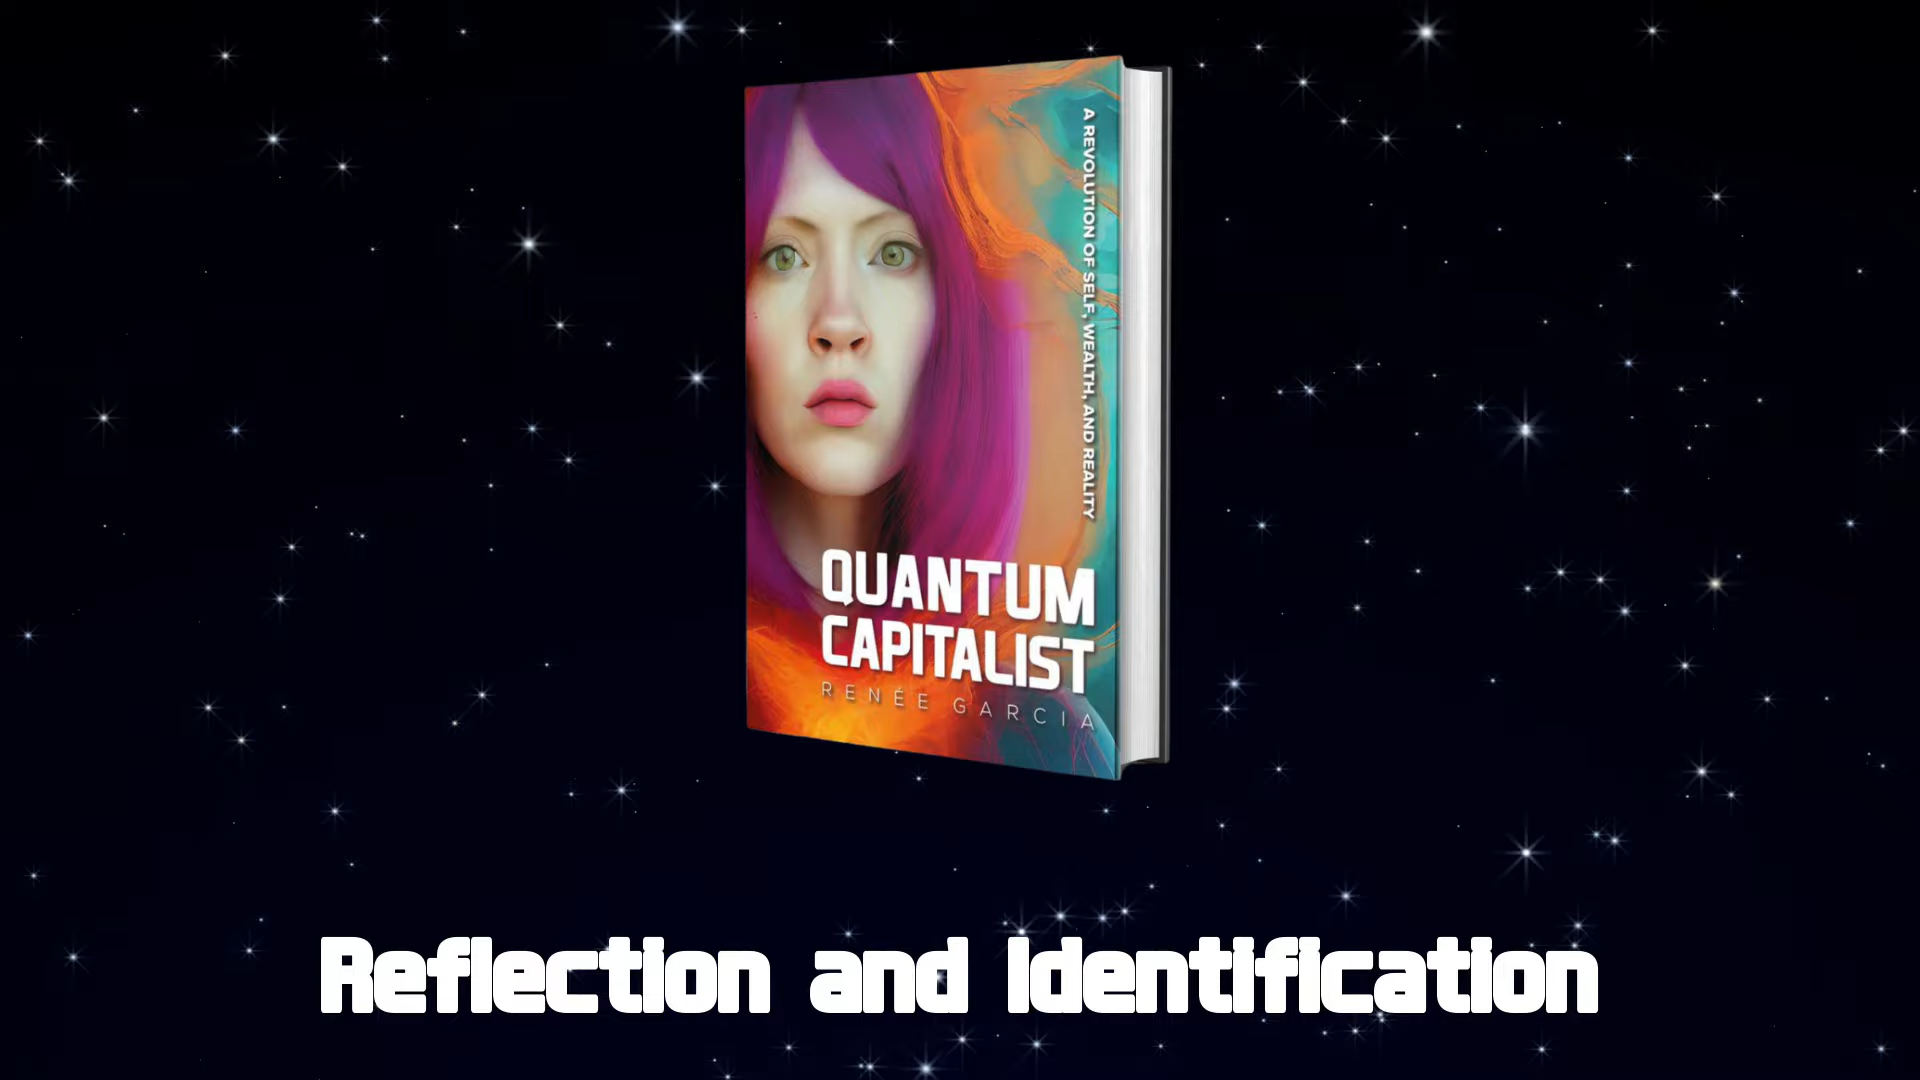 A REVOLUTION OF SELF, WEALTH, AND REALITY
QUANTUM
CAPITALIST
RENÉE GARCIA
Reflection and Identification